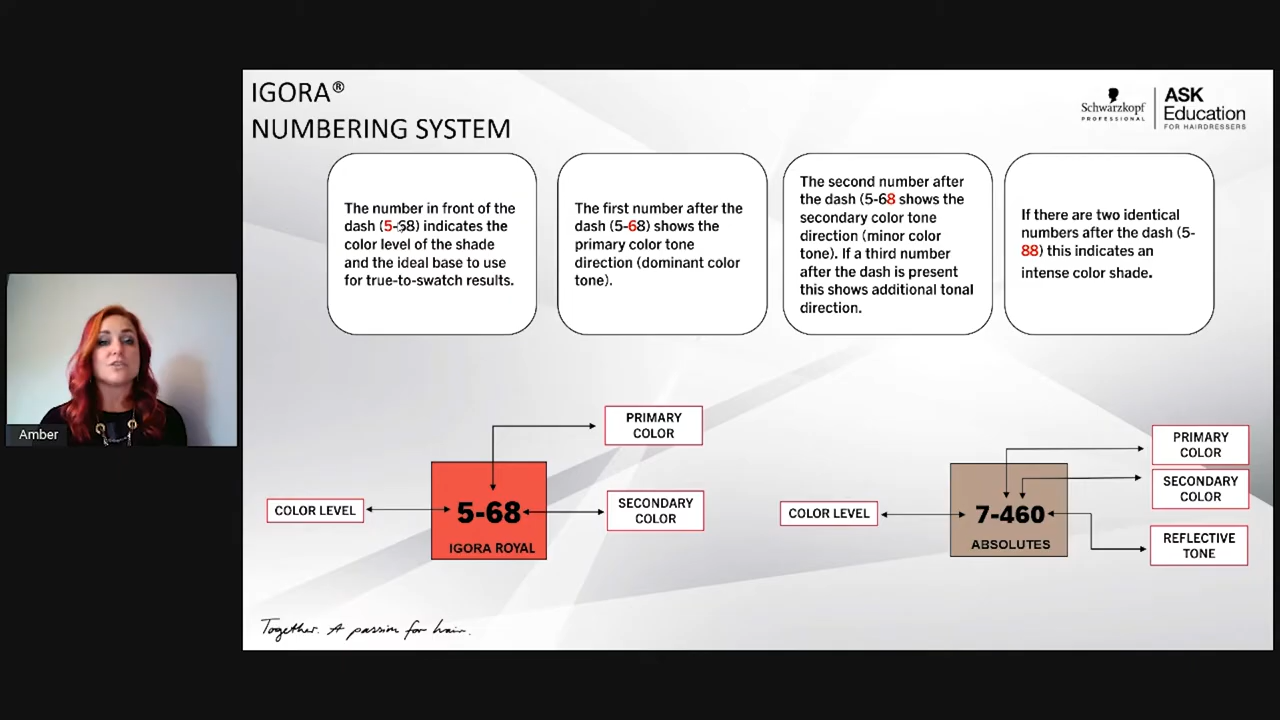 IGORA®
NUMBERING SYSTEM
Schwarzkopf
PROFESSIONAL
ASK
Education
FOR HAIRDRESSERS
The number in front of the
dash (5-68) indicates the
color level of the shade
and the ideal base to use
for true-to-swatch results.
The first number after the
dash (5-68) shows the
primary color tone
direction (dominant color
tone).
The second number after
the dash (5-68 shows the
secondary color tone
direction (minor color
tone). If a third number
after the dash is present
this shows additional tonal
direction.
If there are two identical
numbers after the dash (5-
88) this indicates an
intense color shade.
Amber
PRIMARY
COLOR
COLOR LEVEL
5-68
IGORA ROYAL
SECONDARY
COLOR
COLOR LEVEL
7-460
ABSOLUTES
PRIMARY
COLOR
SECONDARY
COLOR
REFLECTIVE
TONE
Together. A passion for hair.